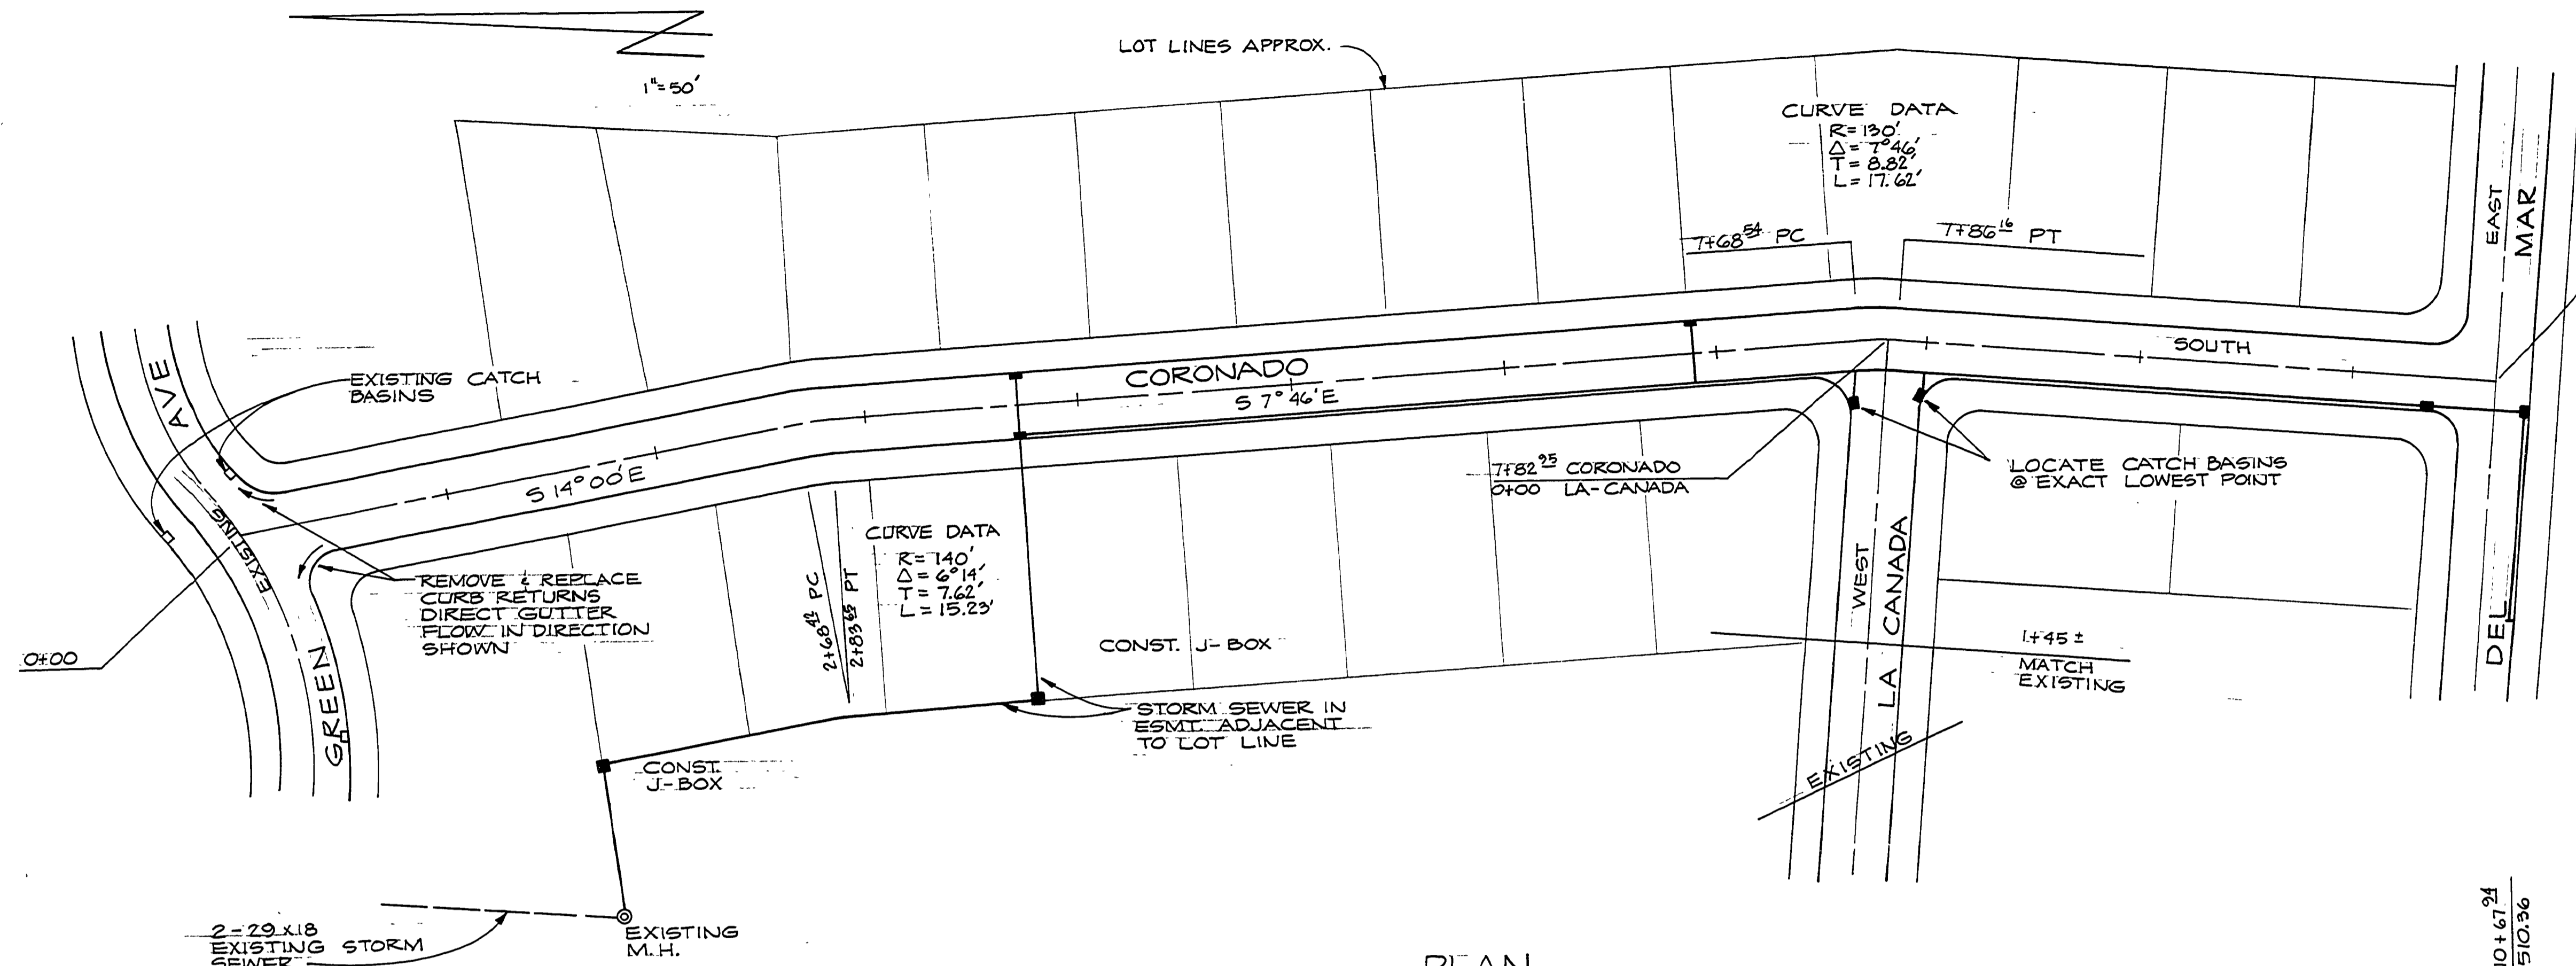 1"=50'
LOT LINES APPROX.
CURVE DATA
R=130'
Δ=7°46'
T=8.82'
L=17.62'
7+68⁵⁴ PC
7+86¹⁶ PT
EAST
DEL MAR
SOUTH
AVE
EXISTING CATCH
BASINS
CORONADO
S 7°46'E
S 14°00'E
EXISTING
7+82⁹⁵ CORONADO
0+00 LA-CANADA
LOCATE CATCH BASINS
@ EXACT LOWEST POINT
REMOVE & REPLACE
CURB RETURNS
DIRECT GUTTER
FLOW IN DIRECTION
SHOWN
2+68⁴² PC
2+83⁶⁵ PT
CURVE DATA
R=140'
Δ=6°14'
T=7.62'
L=15.23'
CONST. J-BOX
WEST
LA CANADA
1+45±
MATCH
EXISTING
0+00
GREEN
STORM SEWER IN
ESMT. ADJACENT
TO LOT LINE
CONST.
J-BOX
EXISTING
2-29x18
EXISTING STORM
SEWER
EXISTING
M.H.
PLAN
10+67²⁴
510.36